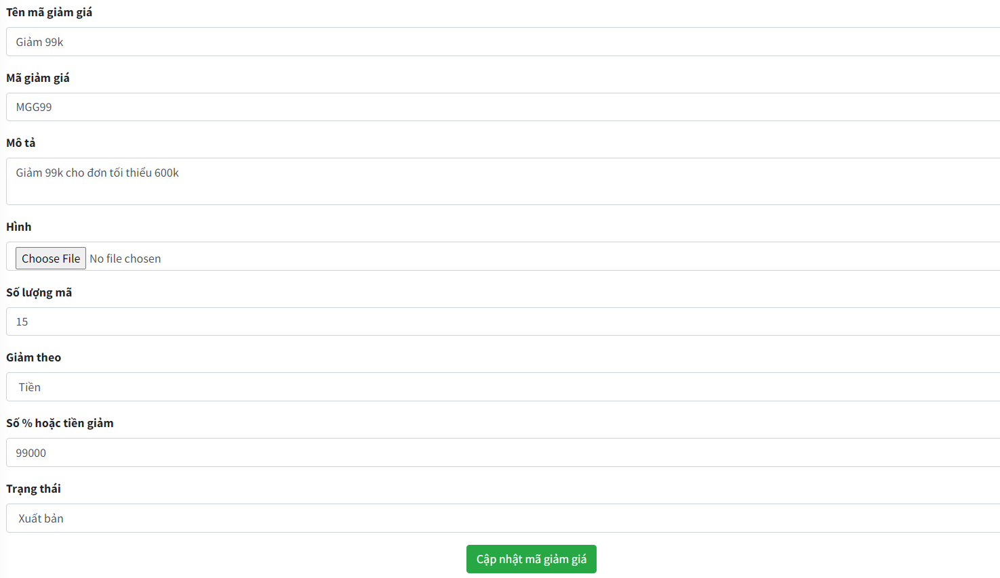 Tên mã giảm giá
Giảm 99k
Mã giảm giá
MGG99
Mô tả
Giảm 99k cho đơn tối thiểu 600k
Hình
Choose File No file chosen
Số lượng mã
15
Giảm theo
Tiền
Số % hoặc tiền giảm
99000
Trạng thái
Xuất bản
Cập nhật mã giảm giá